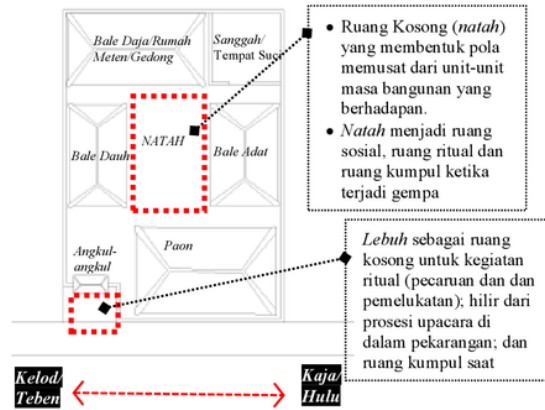 Bale Daja/Rumah
Meten/Gedong
Sanggah/
Tempat Suci
Bale Dauh
NATAH
Bale Adat
Angkul-
angkul
Paon
Kelod/
Teben
Kaja/
Hulu
• Ruang Kosong (natah)
yang membentuk pola
memusat dari unit-unit
masa bangunan yang
berhadapan.
• Natah menjadi ruang
sosial, ruang ritual dan
ruang kumpul ketika
terjadi gempa
Lebuh sebagai ruang
kosong untuk kegiatan
ritual (pecaruan dan dan
pemelukatan); hilir dari
prosesi upacara di
dalam pekarangan; dan
ruang kumpul saat